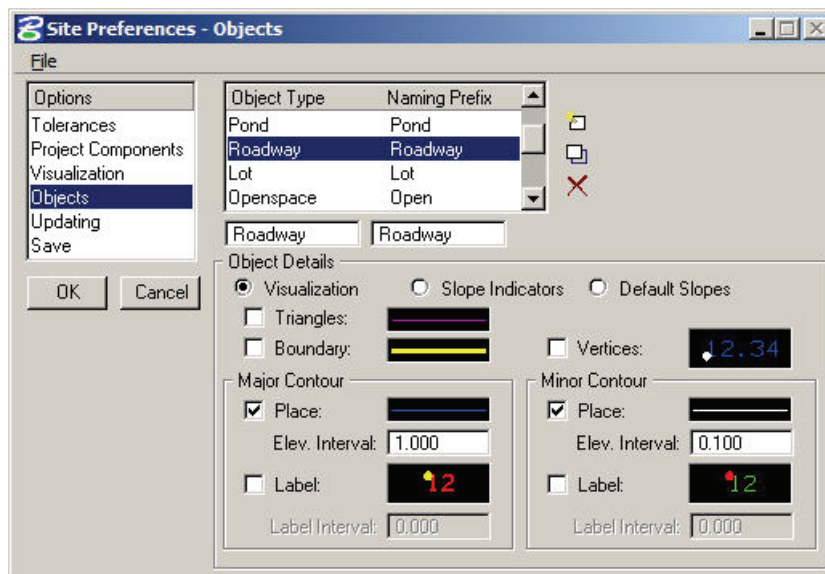 Site Preferences - Objects
File
Options
Tolerances
Project Components
Visualization
Objects
Updating
Save
OK Cancel
Object Type Naming Prefix
Pond Pond
Roadway Roadway
Lot Lot
Openspace Open
Roadway Roadway
Object Details
Visualization Slope Indicators Default Slopes
Triangles:
Boundary: Vertices: 12.34
Major Contour
Place:
Elev. Interval: 1.000
Label: 12
Label Interval: 0.000
Minor Contour
Place:
Elev. Interval: 0.100
Label: 12
Label Interval: 0.000